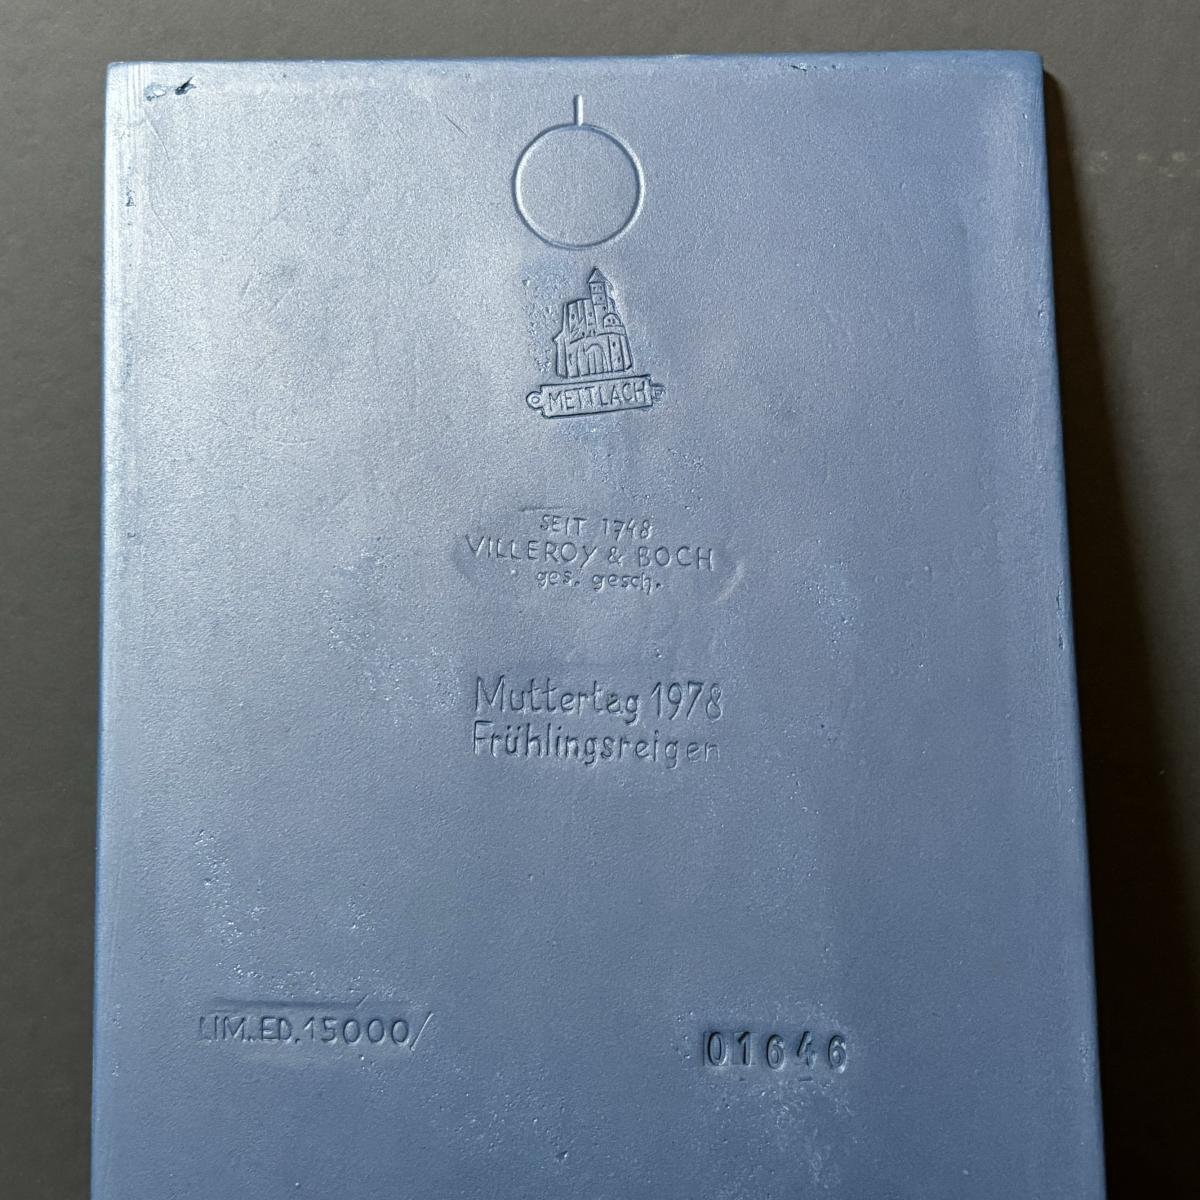 METTLACH
SEIT 1748
VILLEROY & BOCH
ges. gesch.
Muttertag 1978
Frühlingsreigen
LIM. ED. 15000/
01646